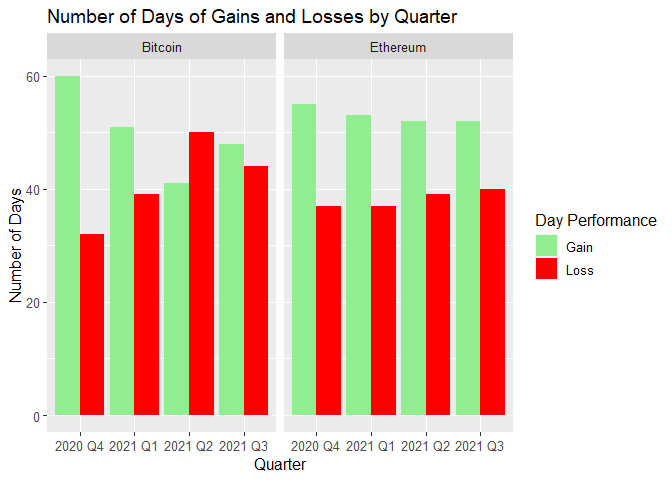 Number of Days of Gains and Losses by Quarter
Bitcoin
Ethereum
60
40
20
0
Number of Days
2020 Q4 2021 Q1 2021 Q2 2021 Q3
2020 Q4 2021 Q1 2021 Q2 2021 Q3
Quarter
Day Performance
Gain
Loss